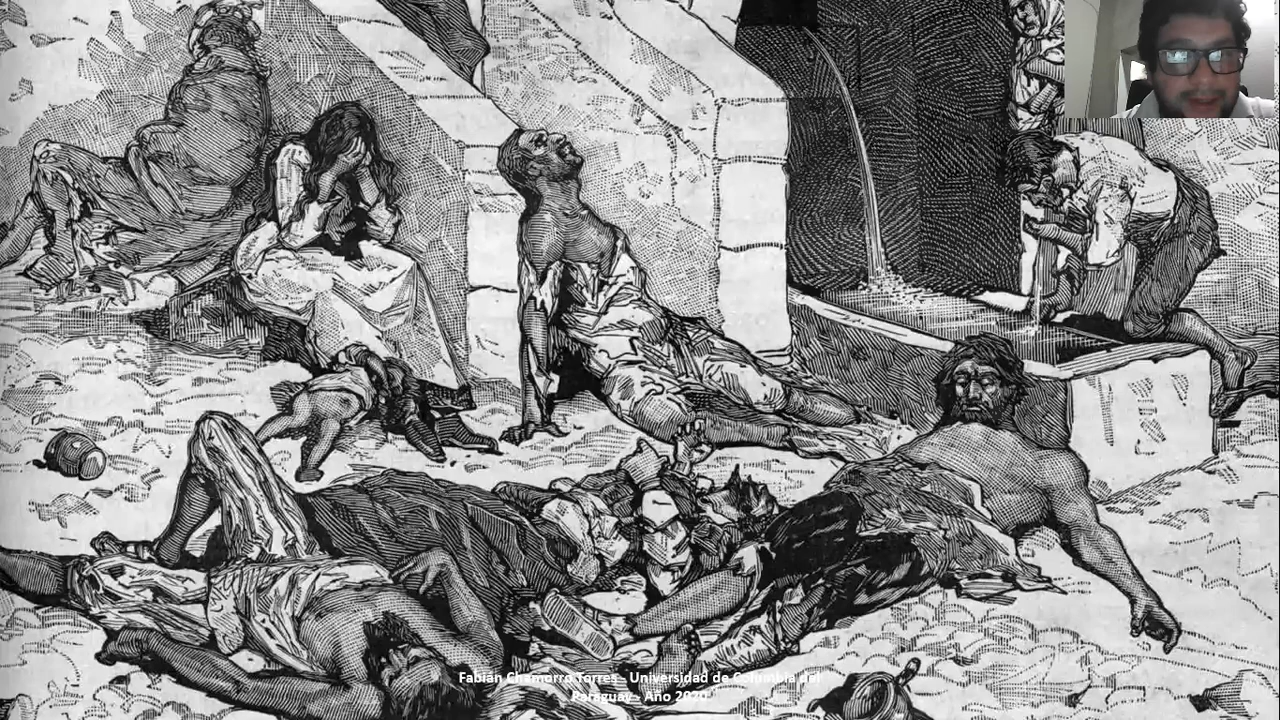 Fabián Chamorro Torres - Universidad de Columbia del
Paraguay - Año 2020